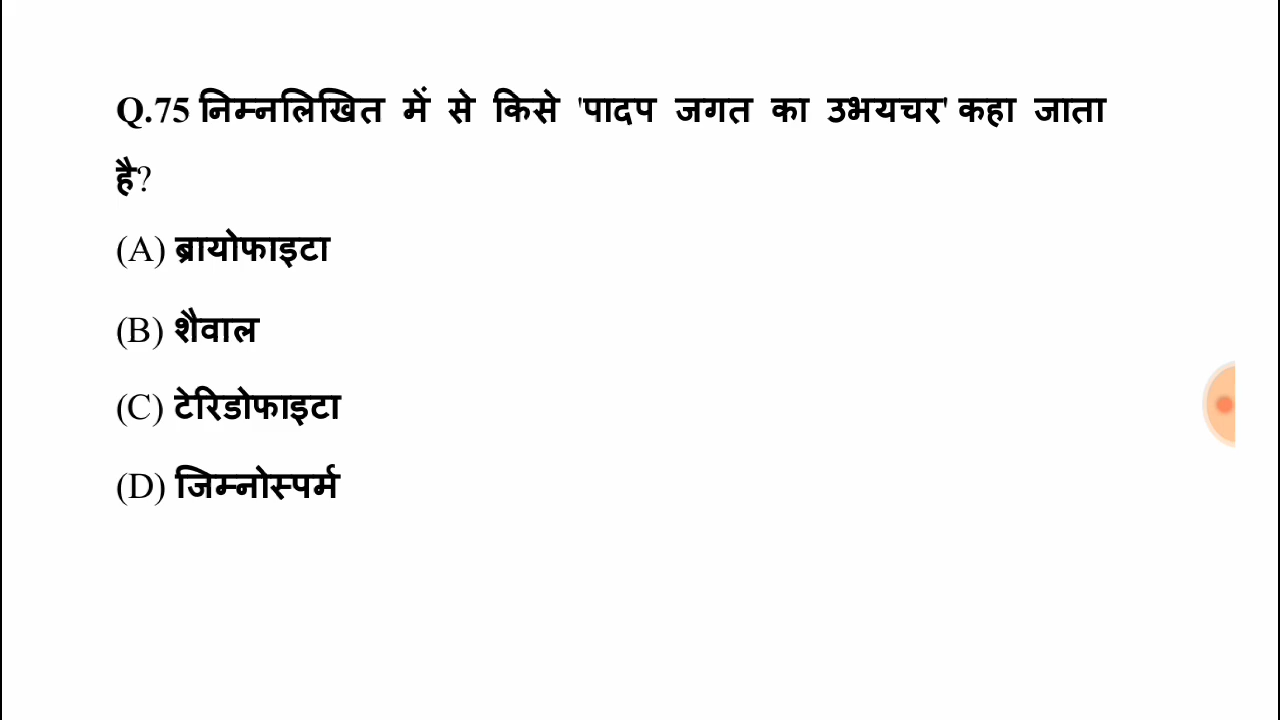 Q.75 निम्नलिखित में से किसे 'पादप जगत का उभयचर' कहा जाता
है?
(A) ब्रायोफाइटा
(B) शैवाल
(C) टेरिडोफाइटा
(D) जिम्नोस्पर्म